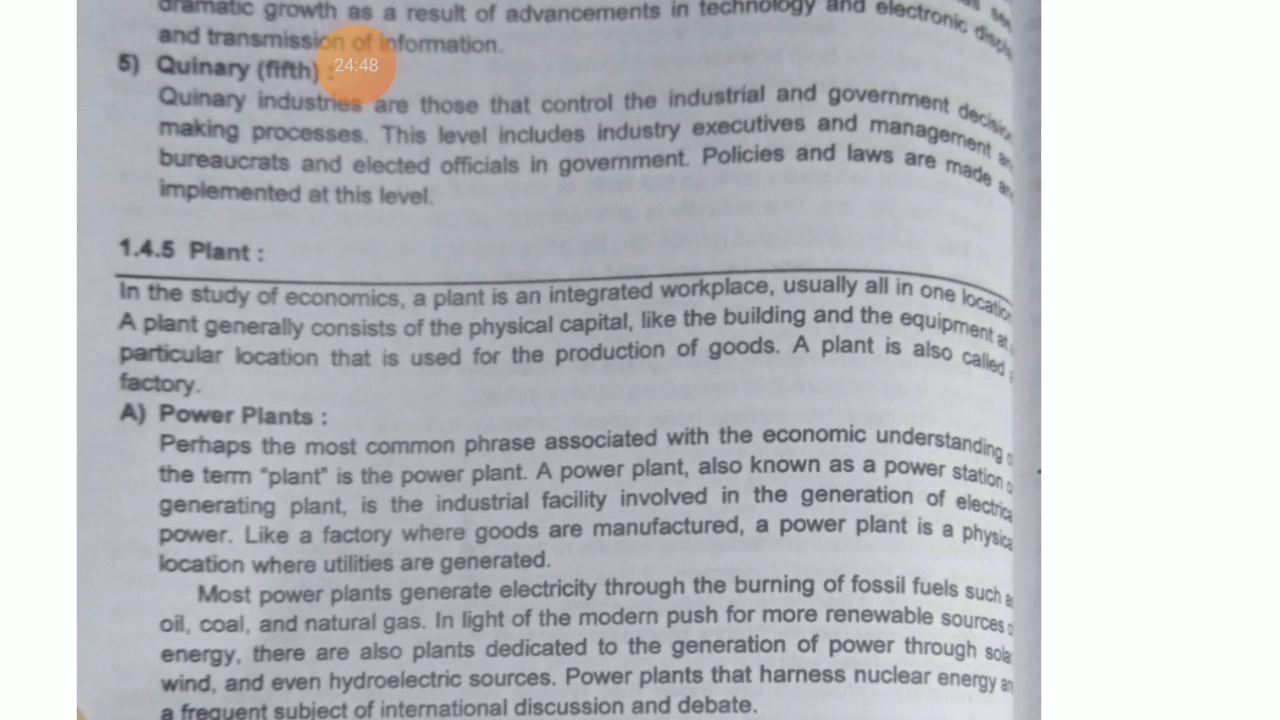 dramatic growth as a result of advancements in technology and electronic
and transmission of information.
5) Quinary (fifth) :
24:48
Quinary industries are those that control the industrial and government
making processes. This level includes industry executives and management
bureaucrats and elected officials in government. Policies and laws are made
implemented at this level.
1.4.5 Plant :
In the study of economics, a plant is an integrated workplace, usually all in one
A plant generally consists of the physical capital, like the building and the equipment at
particular location that is used for the production of goods. A plant is also called
factory.
A) Power Plants :
Perhaps the most common phrase associated with the economic understanding
the term "plant" is the power plant. A power plant, also known as a power station
generating plant, is the industrial facility involved in the generation of
power. Like a factory where goods are manufactured, a power plant is a
location where utilities are generated.
Most power plants generate electricity through the burning of fossil fuels such
oil, coal, and natural gas. In light of the modern push for more renewable sources
energy, there are also plants dedicated to the generation of power through
wind, and even hydroelectric sources. Power plants that harness nuclear energy
a frequent subject of international discussion and debate.